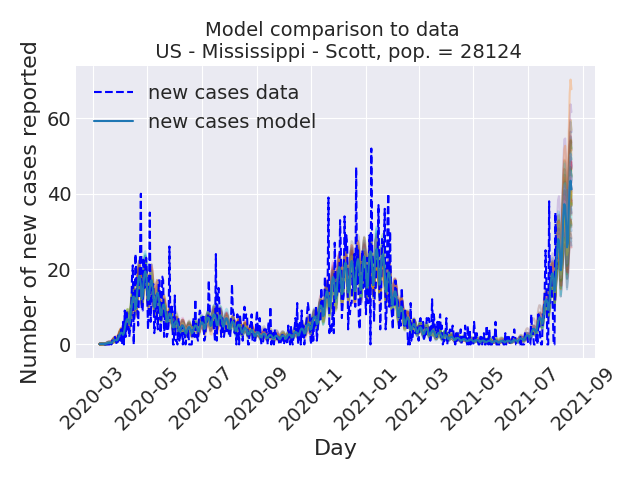 Model comparison to data
US - Mississippi - Scott, pop. = 28124
Number of new cases reported
60
40
20
0
new cases data
new cases model
2020-03
2020-05
2020-07
2020-09
2020-11
2021-01
2021-03
2021-05
2021-07
2021-09
Day